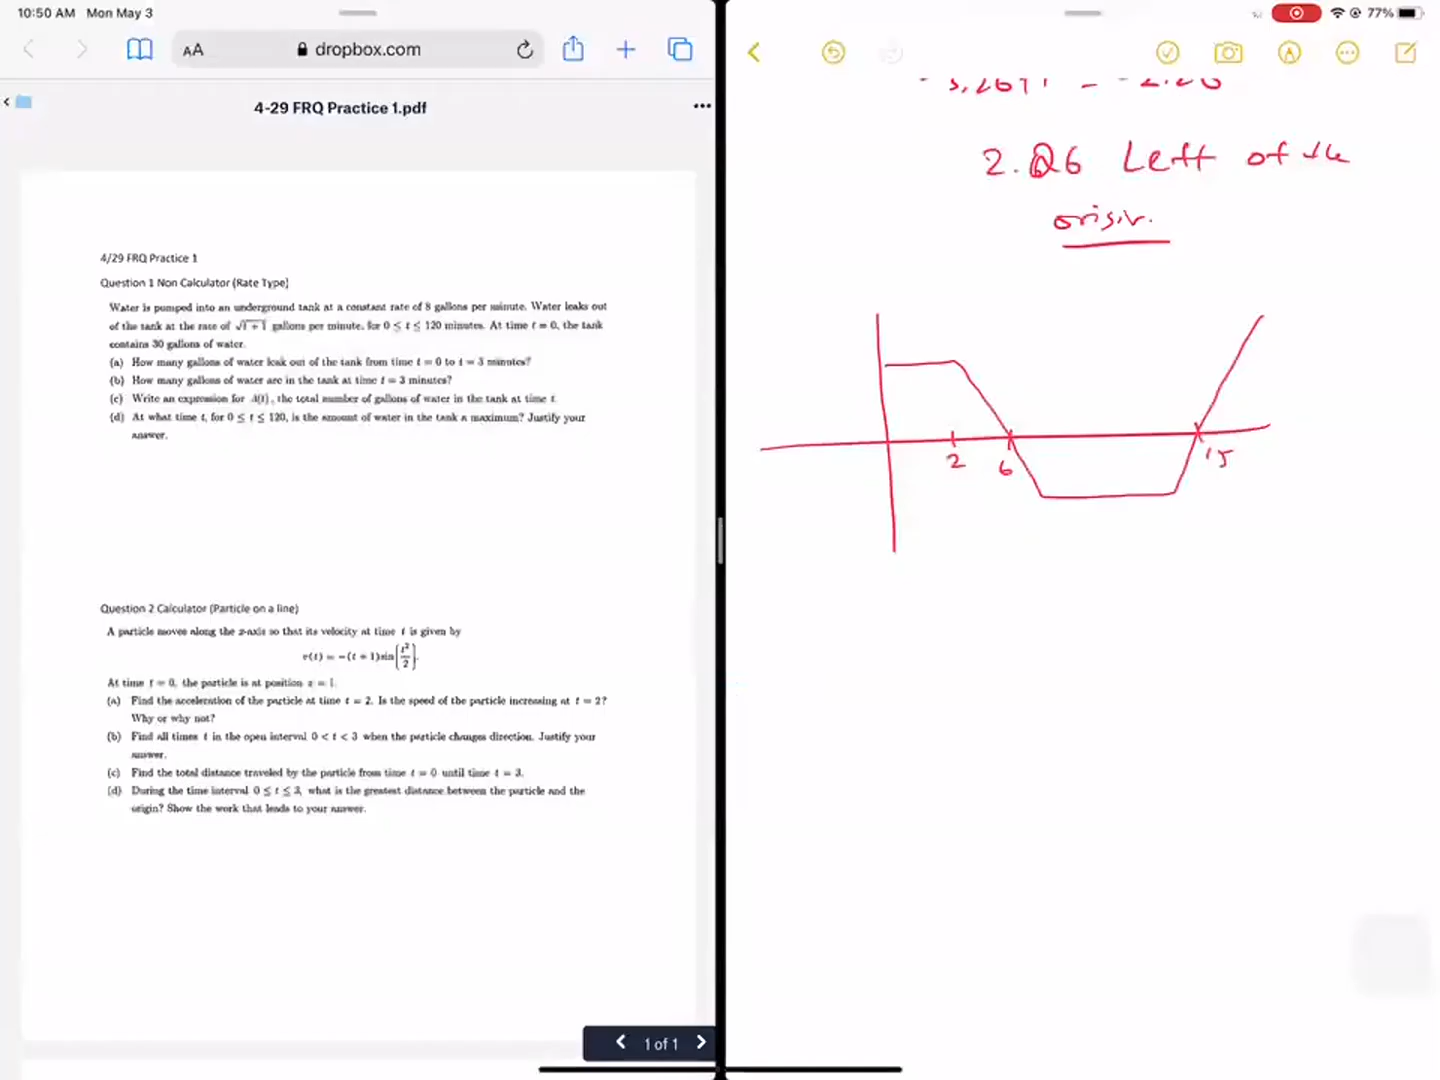 10:50 AM Mon May 3
77%
AA
dropbox.com
4-29 FRQ Practice 1.pdf
4/29 FRQ Practice 1
Question 1 Non Calculator (Rate Type)
Water is pumped into an underground tank at a constant rate of 8 gallons per minute. Water leaks out
of the tank at the rate of √t + 1 gallons per minute, for 0 ≤ t ≤ 120 minutes. At time t = 0, the tank
contains 30 gallons of water.
(a) How many gallons of water leak out of the tank from time t = 0 to t = 3 minutes?
(b) How many gallons of water are in the tank at time t = 3 minutes?
(c) Write an expression for A(t), the total number of gallons of water in the tank at time t.
(d) At what time t, for 0 ≤ t ≤ 120, is the amount of water in the tank a maximum? Justify your
answer.
Question 2 Calculator (Particle on a line)
A particle moves along the x-axis so that its velocity at time t is given by
v(t) = −(t + 1)sin(t²/2).
At time t = 0, the particle is at position x = 1.
(a) Find the acceleration of the particle at time t = 2. Is the speed of the particle increasing at t = 2?
Why or why not?
(b) Find all times t in the open interval 0 < t < 3 when the particle changes direction. Justify your
answer.
(c) Find the total distance traveled by the particle from time t = 0 until time t = 3.
(d) During the time interval 0 ≤ t ≤ 3, what is the greatest distance between the particle and the
origin? Show the work that leads to your answer.
1 of 1
Left of the
origin.
2
6
15